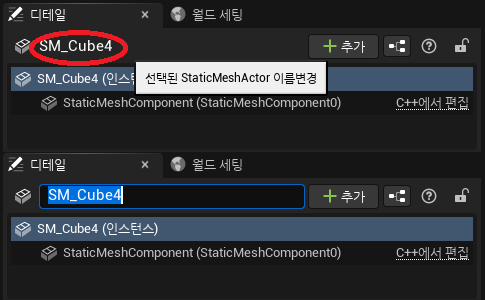 디테일 × 월드 세팅
SM_Cube4 + 추가
SM_Cube4 (인스턴
선택된 StaticMeshActor 이름변경
StaticMeshComponent (StaticMeshComponent0) C++에서 편집
디테일 × 월드 세팅
SM_Cube4 + 추가
SM_Cube4 (인스턴스)
StaticMeshComponent (StaticMeshComponent0) C++에서 편집